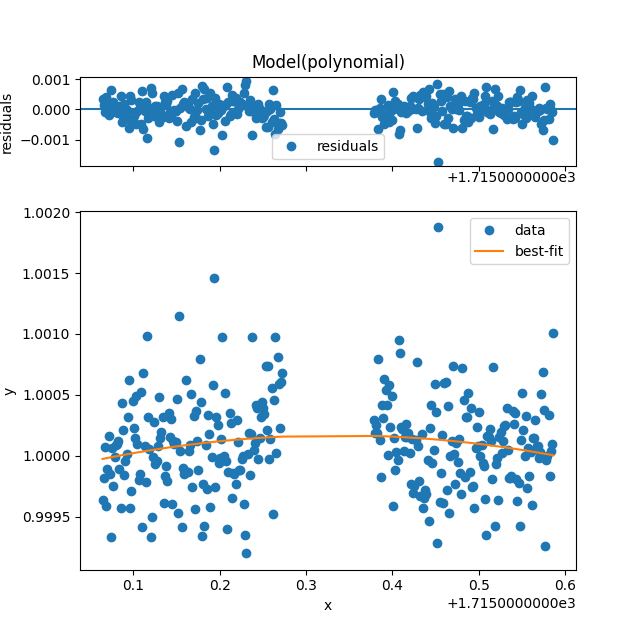 Model(polynomial)
0.001
0.000
−0.001
residuals
residuals
+1.7150000000e3
1.0020
1.0015
1.0010
1.0005
1.0000
0.9995
y
data
best-fit
0.1 0.2 0.3 0.4 0.5 0.6
x
+1.7150000000e3